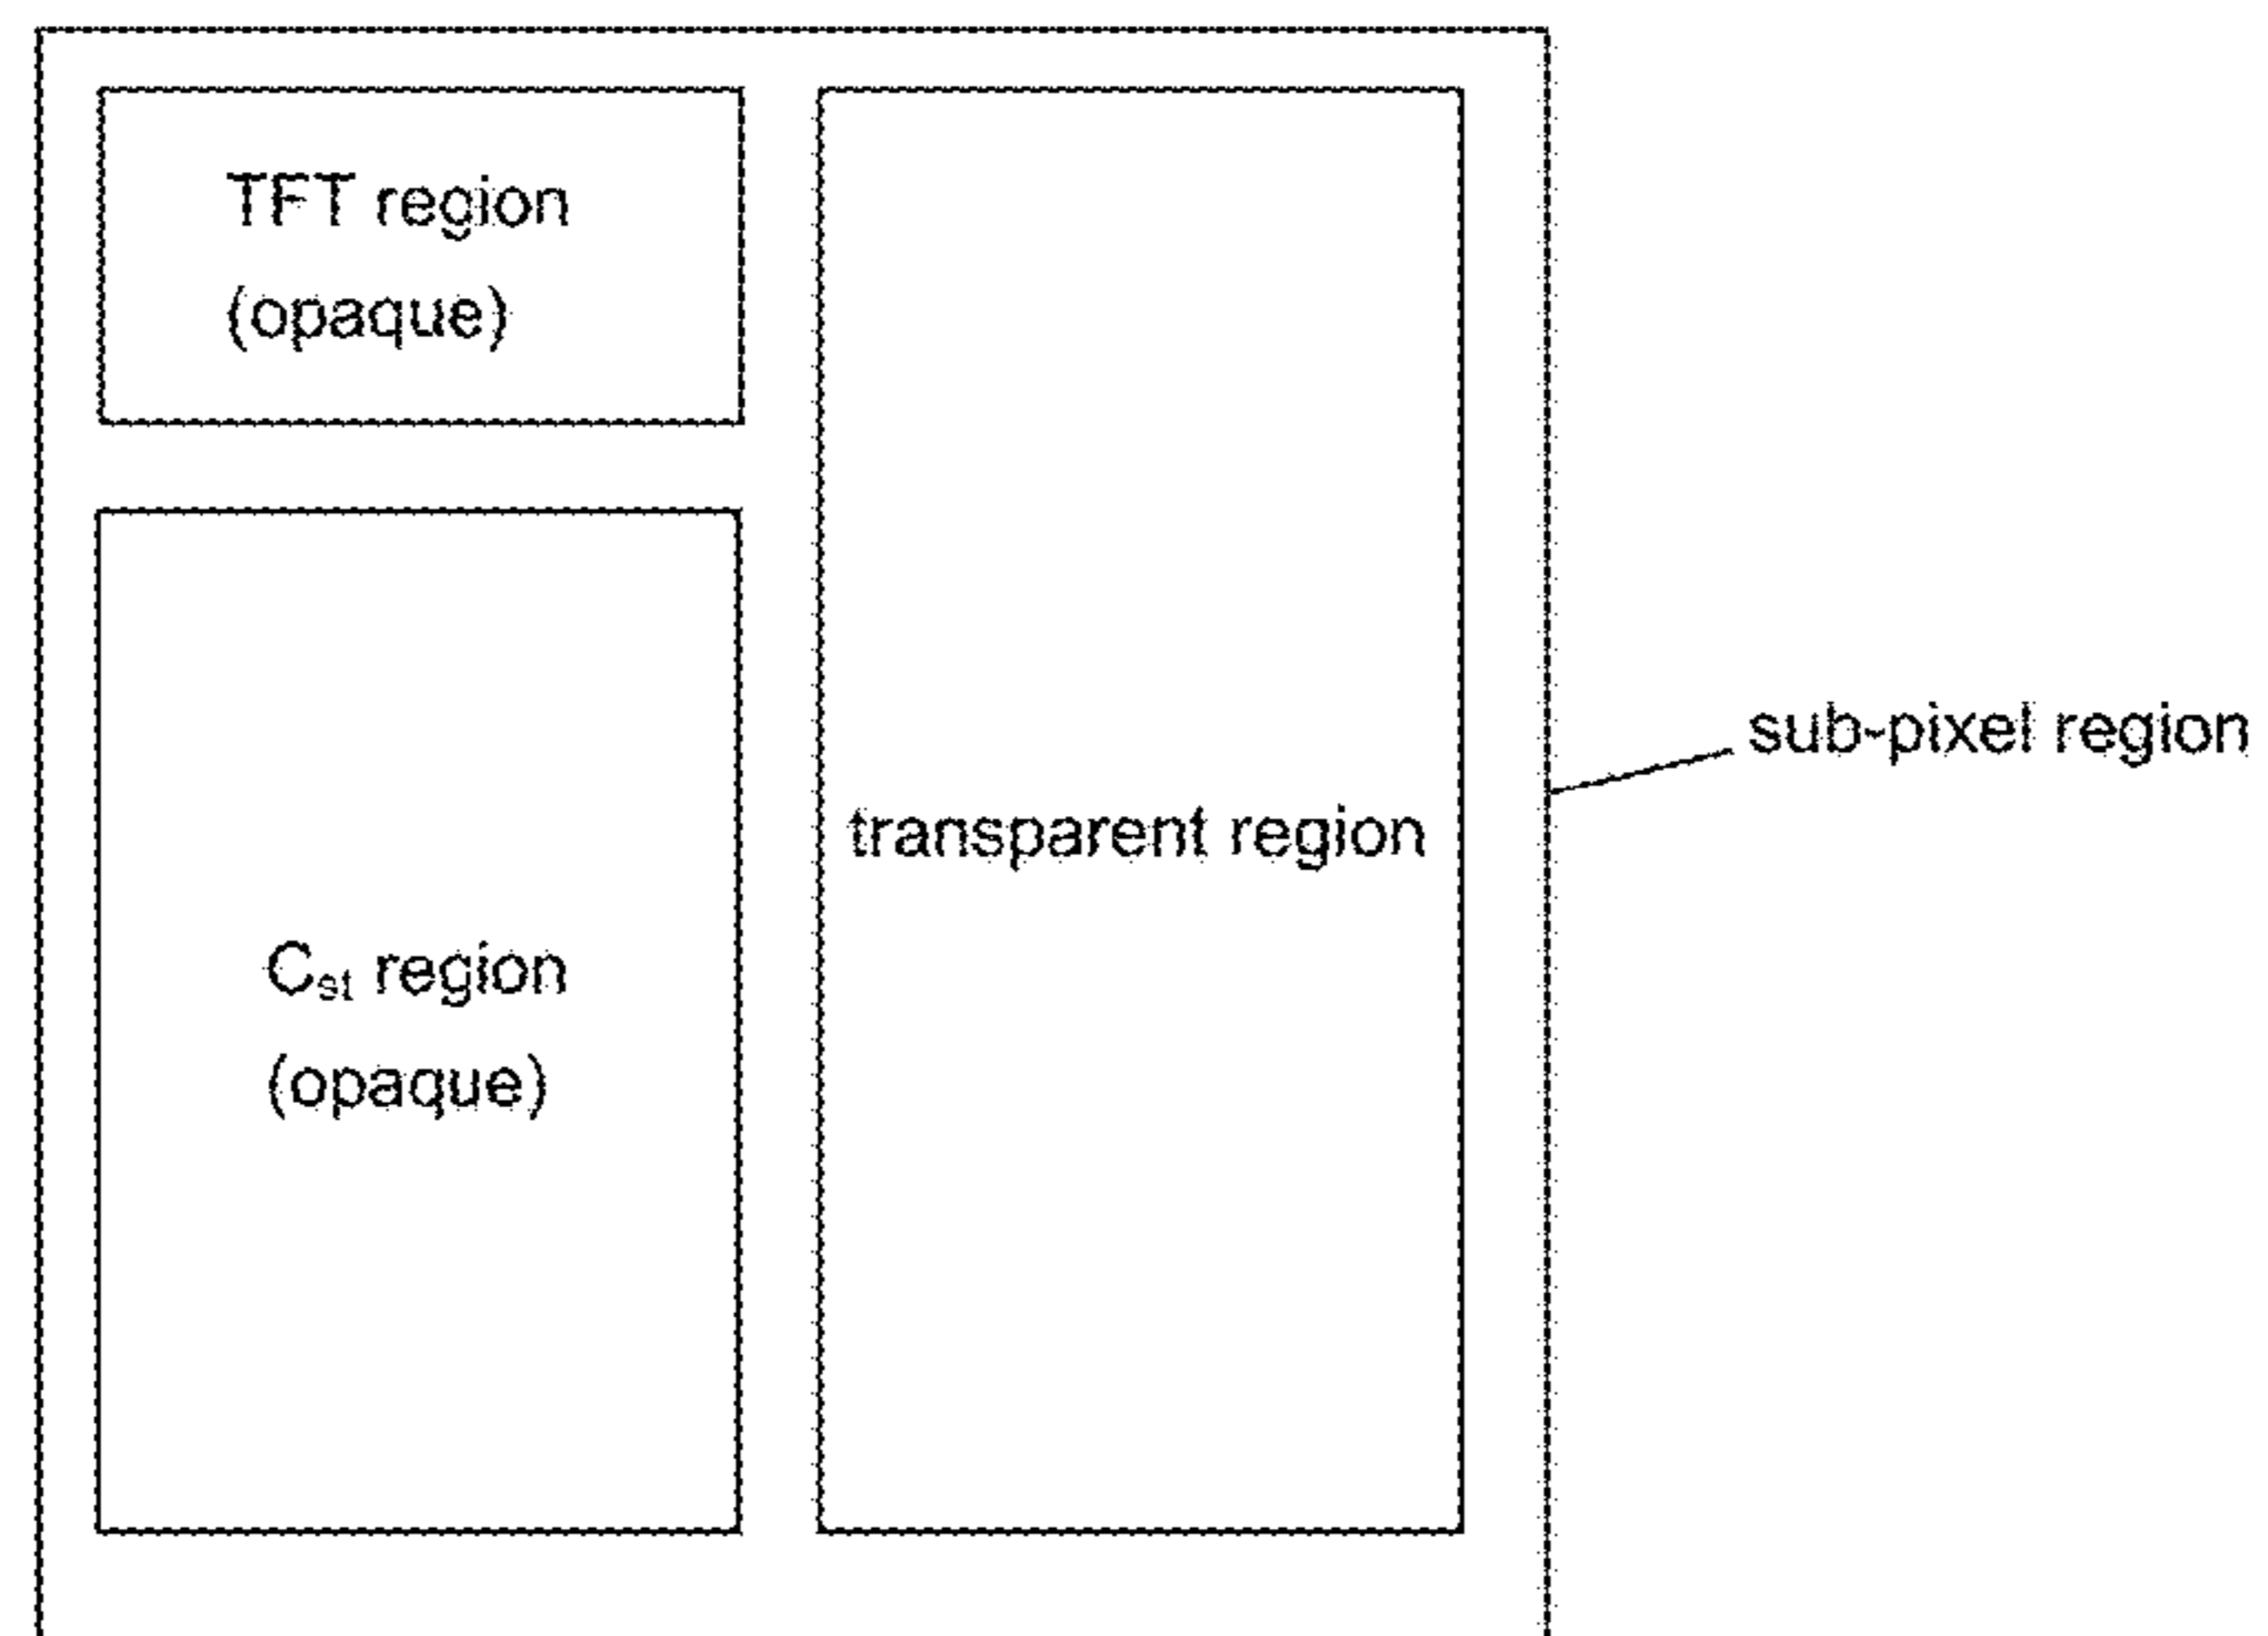 TFT region
(opaque)
sub-pixel region
transparent region
Cst region
(opaque)